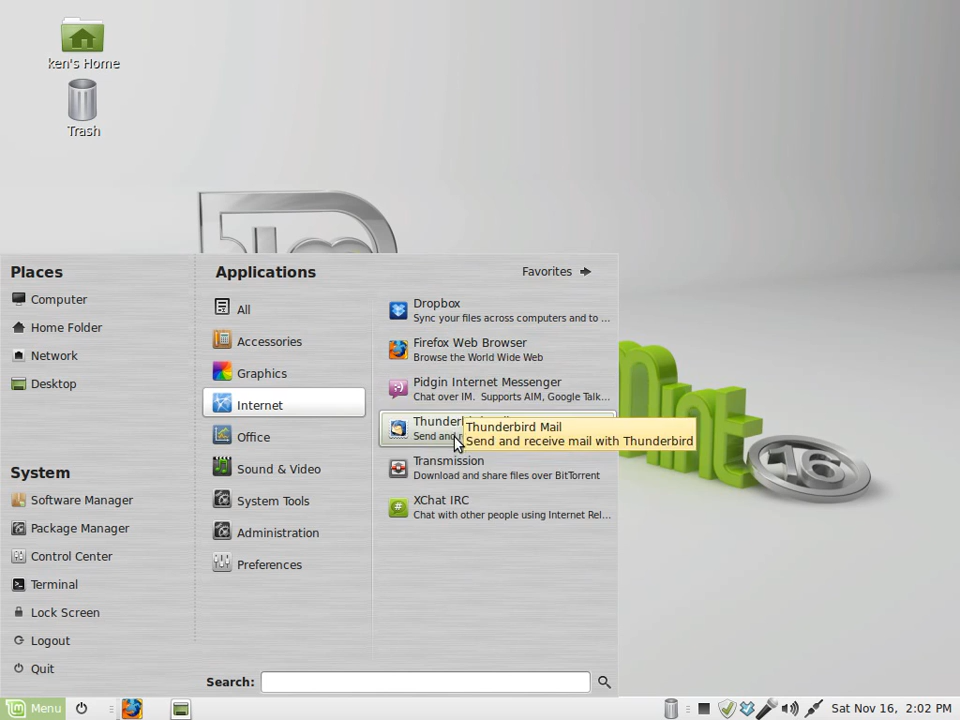 ken's Home
Trash
Places
Computer
Home Folder
Network
Desktop
System
Software Manager
Package Manager
Control Center
Terminal
Lock Screen
Logout
Quit
Applications
Favorites
All
Accessories
Graphics
Internet
Office
Sound & Video
System Tools
Administration
Preferences
Dropbox
Sync your files across computers and to ...
Firefox Web Browser
Browse the World Wide Web
Pidgin Internet Messenger
Chat over IM. Supports AIM, Google Talk...
Send and
Thunderbird Mail
Send and receive mail with Thunderbird
Transmission
Download and share files over BitTorrent
XChat IRC
Chat with other people using Internet Rel...
mint 16
Search:
Menu
Sat Nov 16, 2:02 PM